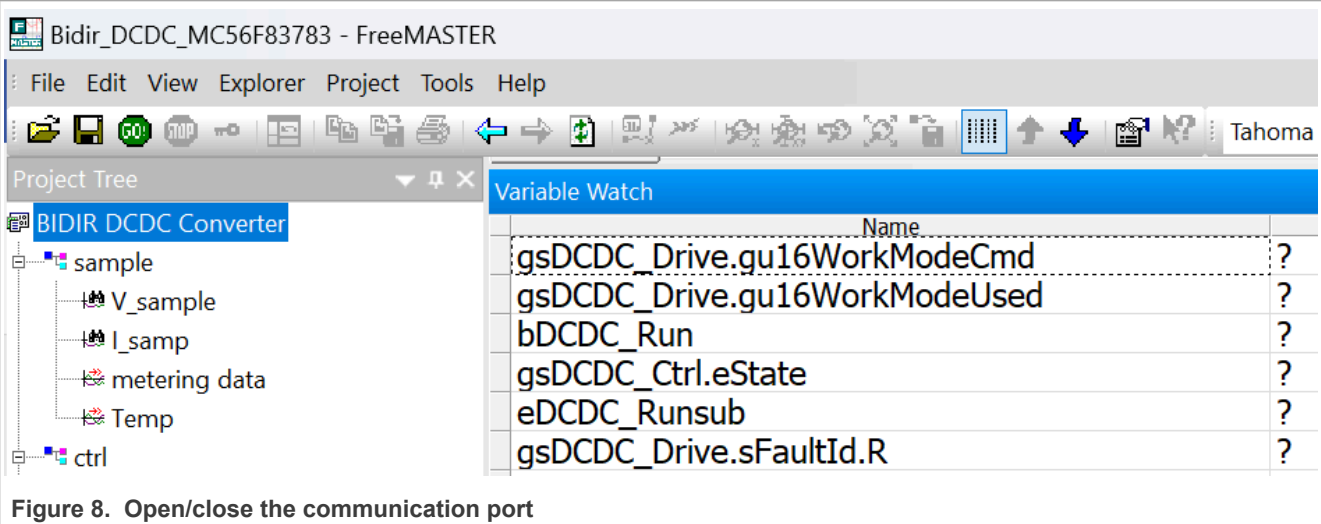 Bidir_DCDC_MC56F83783 - FreeMASTER
File Edit View Explorer Project Tools Help
GO! STOP Tahoma
Project Tree
Variable Watch
BIDIR DCDC Converter
Name
sample
gsDCDC_Drive.gu16WorkModeCmd ?
V_sample
gsDCDC_Drive.gu16WorkModeUsed ?
I_samp
bDCDC_Run ?
metering data
gsDCDC_Ctrl.eState ?
Temp
eDCDC_Runsub ?
ctrl
gsDCDC_Drive.sFaultId.R ?
Figure 8. Open/close the communication port